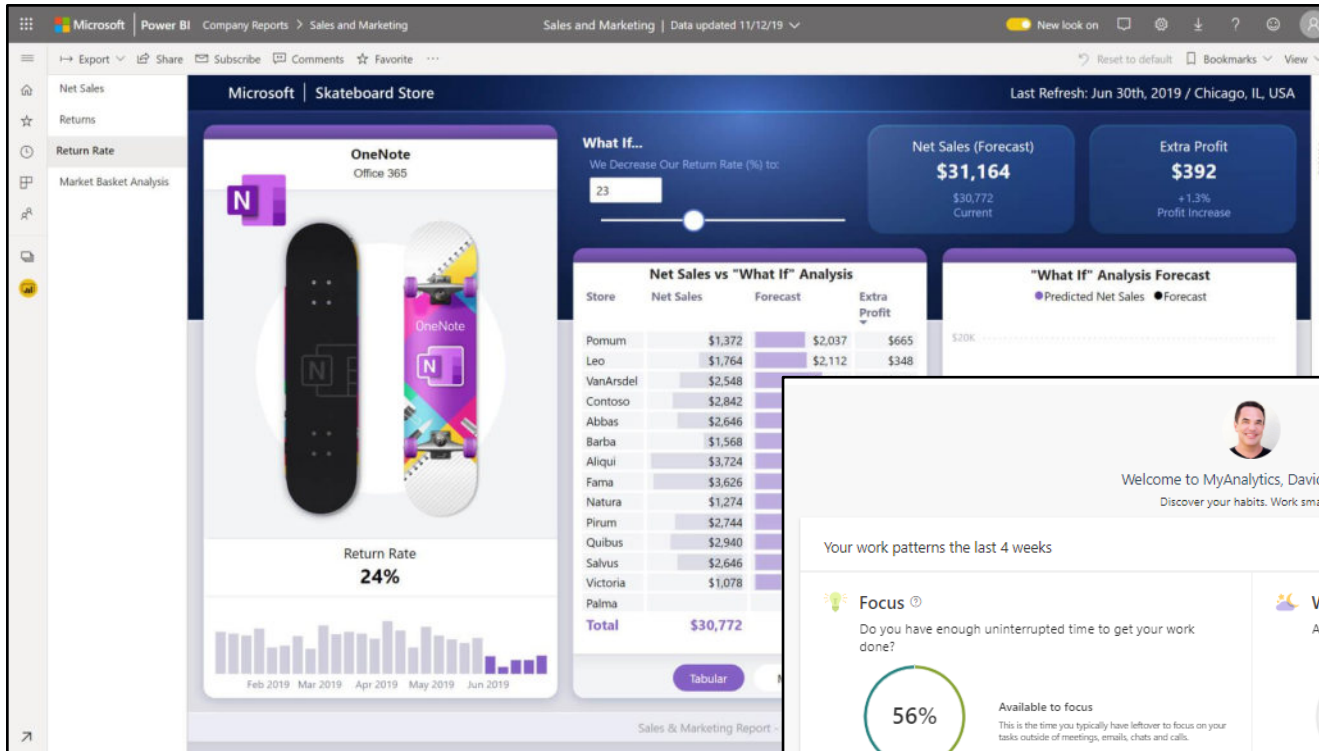 Microsoft Power BI Company Reports > Sales and Marketing Sales and Marketing | Data updated 11/12/19 New look on
Export Share Subscribe Comments Favorite ... Reset to default Bookmarks View
Net Sales
Returns
Return Rate
Market Basket Analysis
Microsoft | Skateboard Store Last Refresh: Jun 30th, 2019 / Chicago, IL, USA
OneNote
Office 365
N
OneNote
N
N
Return Rate
24%
Feb 2019 Mar 2019 Apr 2019 May 2019 Jun 2019
What If...
We Decrease Our Return Rate (%) to:
23
Net Sales (Forecast)
$31,164
$30,772
Current
Extra Profit
$392
+1.3%
Profit Increase
Net Sales vs "What If" Analysis
Store Net Sales Forecast Extra Profit
Pomum $1,372 $2,037 $665
Leo $1,764 $2,112 $348
VanArsdel $2,548
Contoso $2,842
Abbas $2,646
Barba $1,568
Aliqui $3,724
Fama $3,626
Natura $1,274
Pirum $2,744
Quibus $2,940
Salvus $2,646
Victoria $1,078
Palma
Total $30,772
Tabular
"What If" Analysis Forecast
Predicted Net Sales Forecast
$20K
Sales & Marketing Report -
Welcome to MyAnalytics, David
Discover your habits. Work sma
Your work patterns the last 4 weeks
Focus
Do you have enough uninterrupted time to get your work
done?
56%
Available to focus
This is the time you typically have leftover to focus on your
tasks outside of meetings, emails, chats and calls.